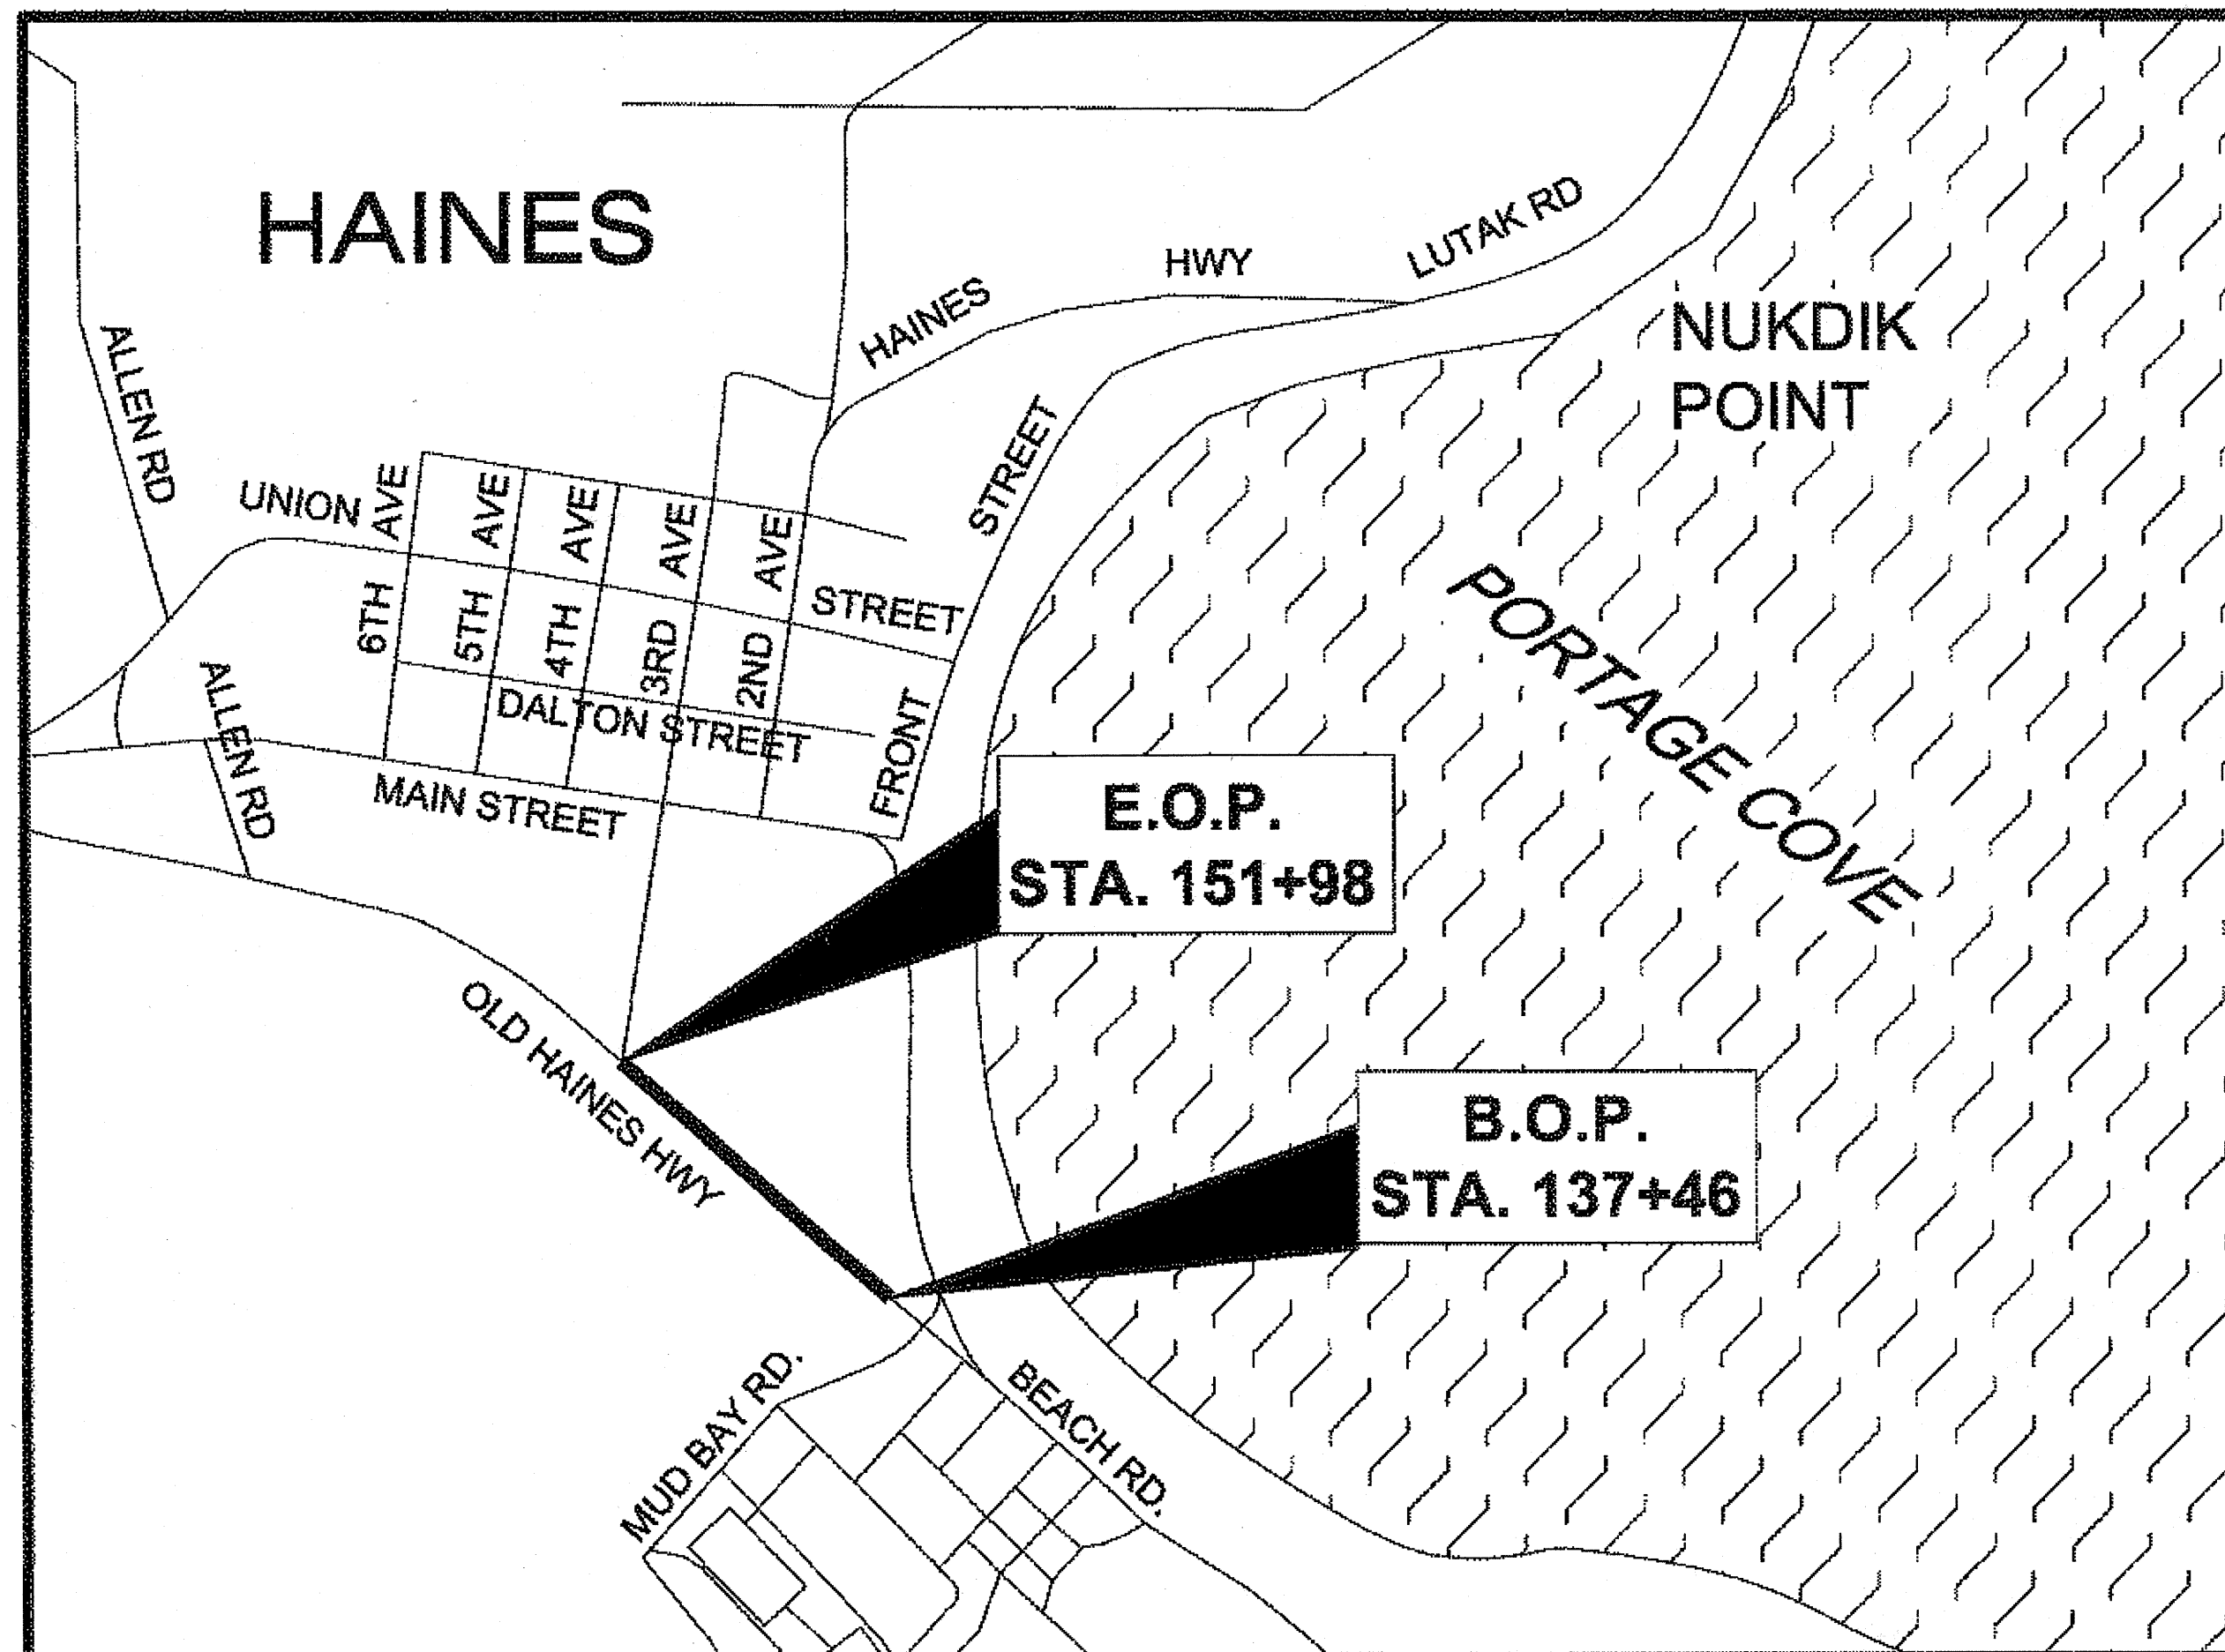 HAINES
LUTAK RD
HWY
HAINES
NUKDIK
POINT
ALLEN RD
STREET
UNION
AVE
AVE
AVE
AVE
AVE
STREET
6TH
5TH
4TH
3RD
2ND
PORTAGE COVE
ALLEN RD
DALTON STREET
FRONT
MAIN STREET
E.O.P.
STA. 151+98
OLD HAINES HWY
B.O.P.
STA. 137+46
MUD BAY RD.
BEACH RD.